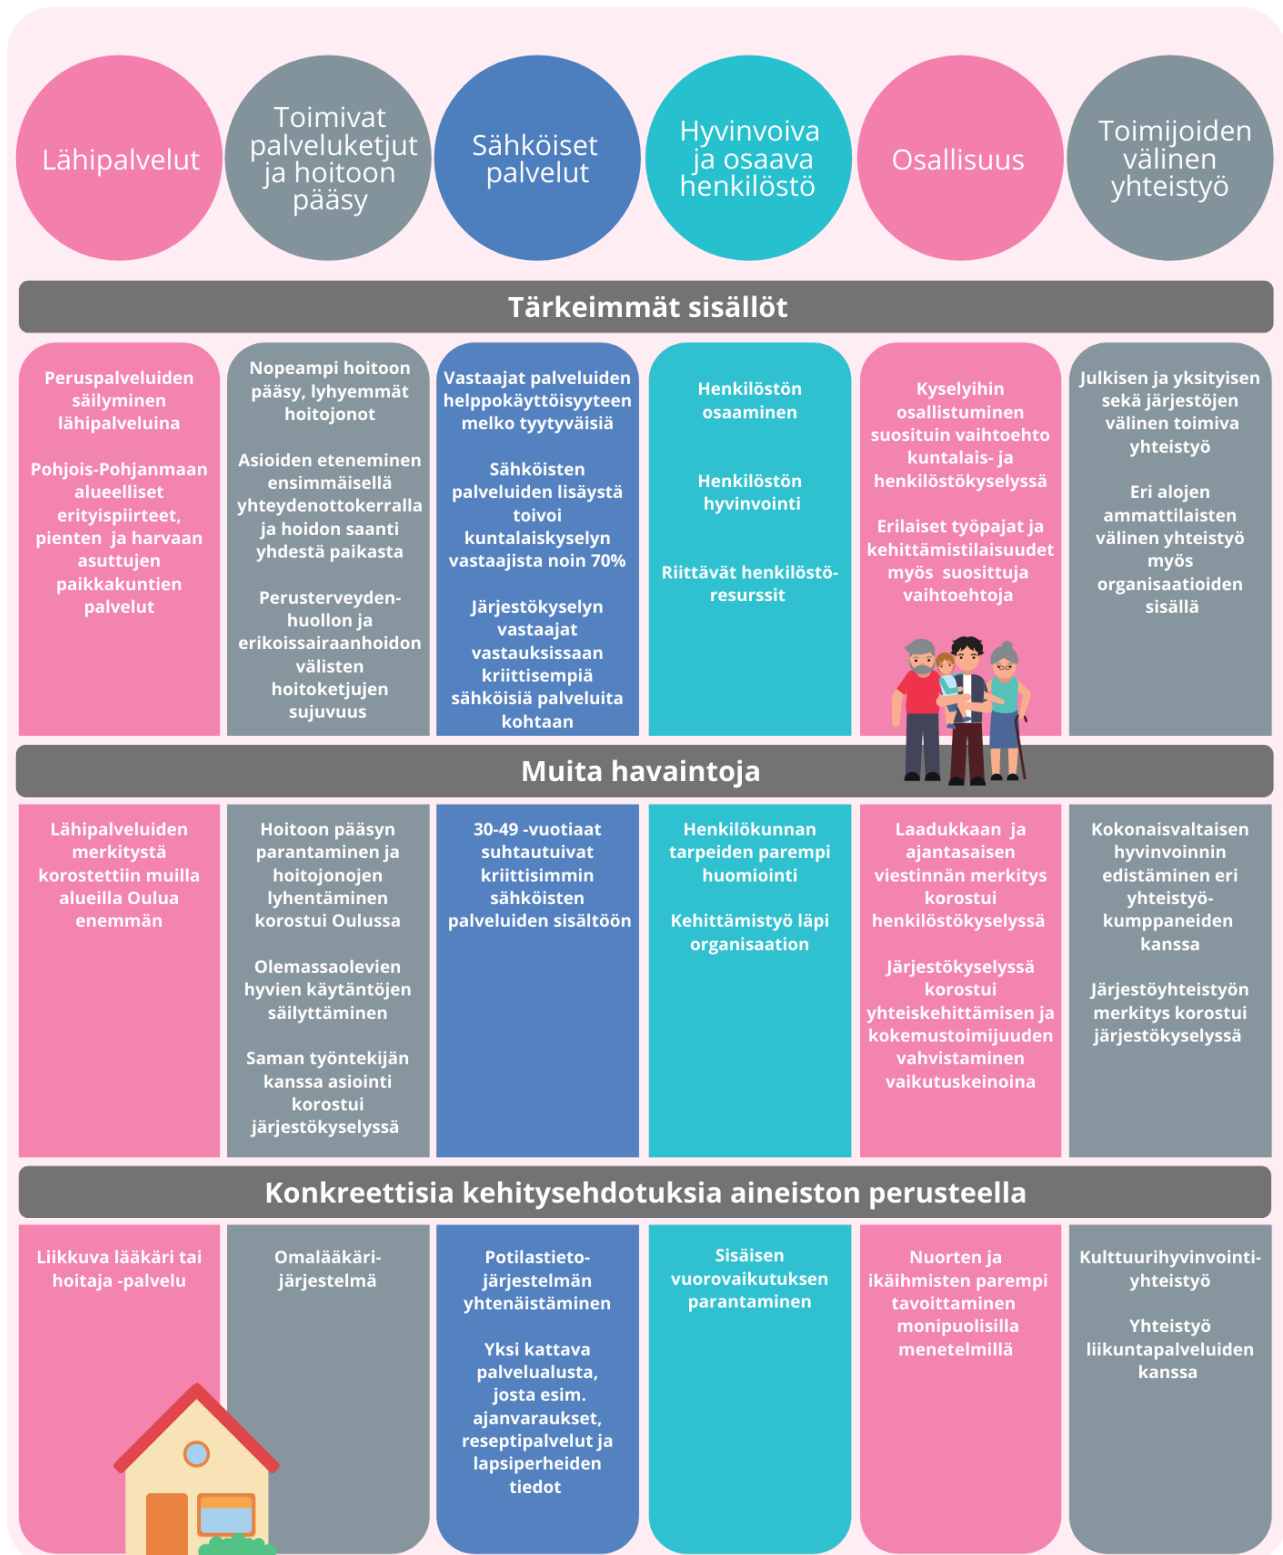 Lähipalvelut
Toimivat
palveluketjut
ja hoitoon
pääsy
Sähköiset
palvelut
Hyvinvoiva
ja osaava
henkilöstö
Osallisuus
Toimijoiden
välinen
yhteistyö
Tärkeimmät sisällöt
Peruspalveluiden
säilyminen
lähipalveluina
Pohjois-Pohjanmaan
alueelliset
erityispiirteet,
pienten ja harvaan
asuttujen
paikkakuntien
palvelut
Nopeampi hoitoon
pääsy, lyhyemmät
hoitojonot
Asioiden eteneminen
ensimmäisellä
yhteydenottokerralla
ja hoidon saanti
yhdestä paikasta
Perusterveyden-
huollon ja
erikoissairaanhoidon
välisten
hoitoketjujen
sujuvuus
Vastaajat palveluiden
helppokäyttöisyyteen
melko tyytyväisiä
Sähköisten
palveluiden lisäystä
toivoi
kuntalaiskyselyn
vastaajista noin 70%
Järjestökyselyn
vastaajat
vastauksissaan
kriittisempiä
sähköisiä palveluita
kohtaan
Henkilöstön
osaaminen
Henkilöstön
hyvinvointi
Riittävät henkilöstö-
resurssit
Kyselyihin
osallistuminen
suosituin vaihtoehto
kuntalais- ja
henkilöstökyselyssä
Erilaiset työpajat ja
kehittämistilaisuudet
myös suosittuja
vaihtoehtoja
Julkisen ja yksityisen
sekä järjestöjen
välinen toimiva
yhteistyö
Eri alojen
ammattilaisten
välinen yhteistyö
myös
organisaatioiden
sisällä
Muita havaintoja
Lähipalveluiden
merkitystä
korostettiin muilla
alueilla Oulua
enemmän
Hoitoon pääsyn
parantaminen ja
hoitojonojen
lyhentäminen
korostui Oulussa
Olemassaolevien
hyvien käytäntöjen
säilyttäminen
Saman työntekijän
kanssa asiointi
korostui
järjestökyselyssä
30-49 -vuotiaat
suhtautuivat
kriittisimmin
sähköisten
palveluiden sisältöön
Henkilökunnan
tarpeiden parempi
huomiointi
Kehittämistyö läpi
organisaation
Laadukkaan ja
ajantasaisen
viestinnän merkitys
korostui
henkilöstökyselyssä
Järjestökyselyssä
korostui
yhteiskehittämisen ja
kokemustoimijuuden
vahvistaminen
vaikutuskeinoina
Kokonaisvaltaisen
hyvinvoinnin
edistäminen eri
yhteistyö-
kumppaneiden
kanssa
Järjestöyhteistyön
merkitys korostui
järjestökyselyssä
Konkreettisia kehitysehdotuksia aineiston perusteella
Liikkuva lääkäri tai
hoitaja -palvelu
Omalääkäri-
järjestelmä
Potilastieto-
järjestelmän
yhtenäistäminen
Yksi kattava
palvelualusta,
josta esim.
ajanvaraukset,
reseptipalvelut ja
lapsiperheiden
tiedot
Sisäisen
vuorovaikutuksen
parantaminen
Nuorten ja
ikäihmisten parempi
tavoittaminen
monipuolisilla
menetelmillä
Kulttuurihyvinvointi-
yhteistyö
Yhteistyö
liikuntapalveluiden
kanssa